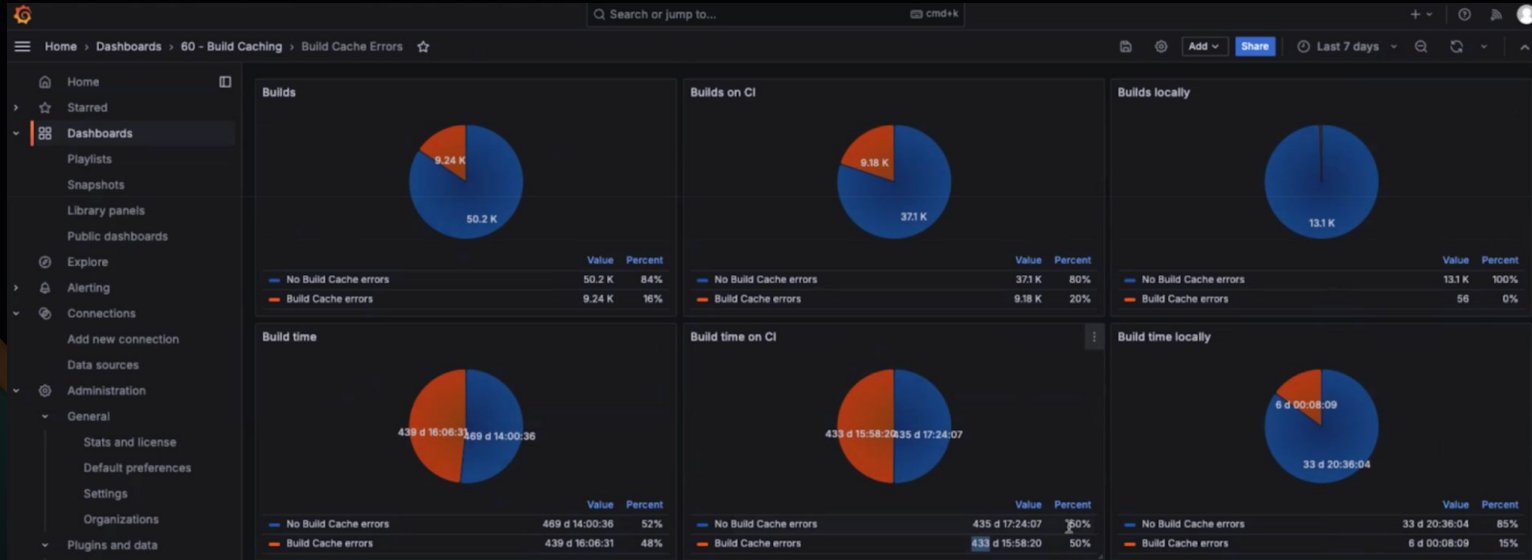 Search or jump to... cmd+k
Home › Dashboards › 60 - Build Caching › Build Cache Errors
Add Share Last 7 days
Home
Starred
Dashboards
Playlists
Snapshots
Library panels
Public dashboards
Explore
Alerting
Connections
Add new connection
Data sources
Administration
General
Stats and license
Default preferences
Settings
Organizations
Plugins and data
Builds
9.24 K
50.2 K
Value Percent
No Build Cache errors 50.2 K 84%
Build Cache errors 9.24 K 16%
Builds on CI
9.18 K
37.1 K
Value Percent
No Build Cache errors 37.1 K 80%
Build Cache errors 9.18 K 20%
Builds locally
13.1 K
Value Percent
No Build Cache errors 13.1 K 100%
Build Cache errors 56 0%
Build time
439 d 16:06:31 469 d 14:00:36
Value Percent
No Build Cache errors 469 d 14:00:36 52%
Build Cache errors 439 d 16:06:31 48%
Build time on CI
433 d 15:58:20 435 d 17:24:07
Value Percent
No Build Cache errors 435 d 17:24:07 50%
Build Cache errors 433 d 15:58:20 50%
Build time locally
6 d 00:08:09
33 d 20:36:04
Value Percent
No Build Cache errors 33 d 20:36:04 85%
Build Cache errors 6 d 00:08:09 15%